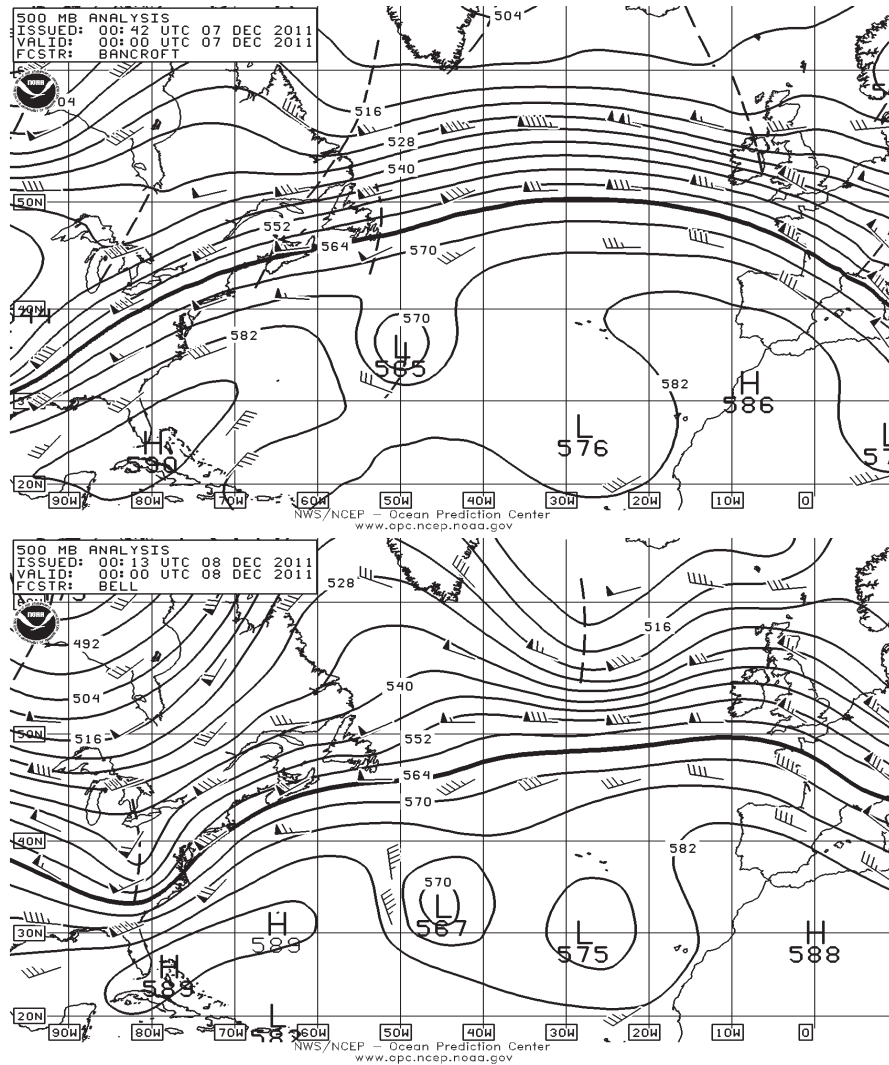 500 MB ANALYSIS
ISSUED: 00:42 UTC 07 DEC 2011
VALID: 00:00 UTC 07 DEC 2011
FCSTR: BANCROFT
NOAA
504
04
516
528
540
50N
552
564
570
40N
570
L
565
582
582
H
586
L
576
H
590
20N
90W 80W 70W 60W 50W 40W 30W 20W 10W 0
NWS/NCEP – Ocean Prediction Center
www.opc.ncep.noaa.gov
500 MB ANALYSIS
ISSUED: 00:13 UTC 08 DEC 2011
VALID: 00:00 UTC 08 DEC 2011
FCSTR: BELL
NOAA
528
516
492
540
504
516
50N
552
564
570
40N
582
570
L
567
L
575
H
589
H
588
30N
H
589
L
20N
90W 80W 70W 60W 50W 40W 30W 20W 10W 0
NWS/NCEP – Ocean Prediction Center
www.opc.ncep.noaa.gov